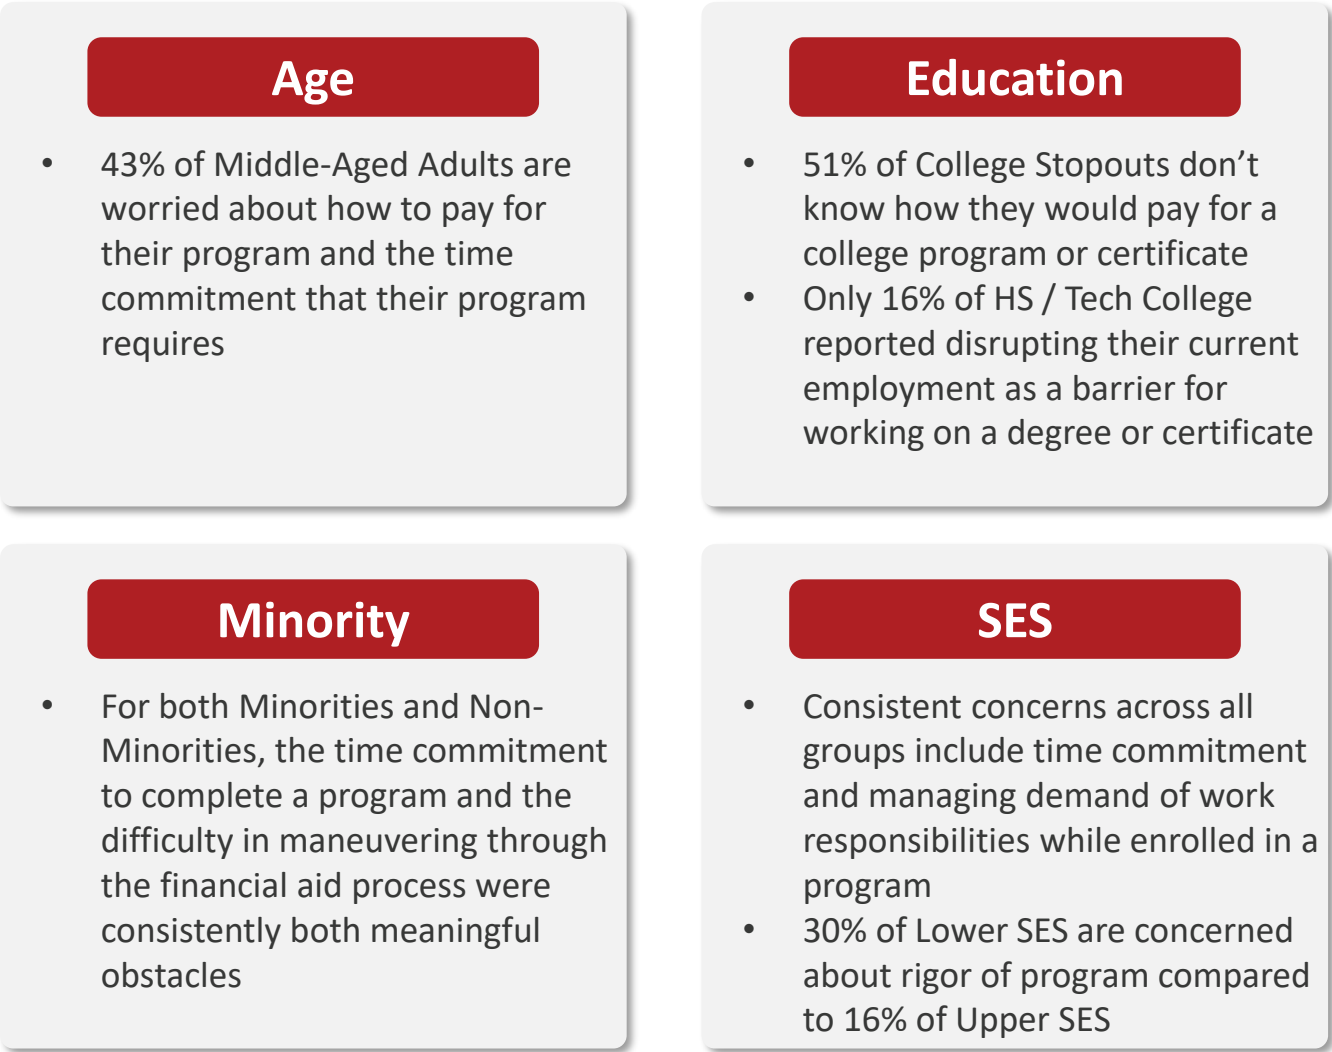 Age
• 43% of Middle-Aged Adults are
worried about how to pay for
their program and the time
commitment that their program
requires
Education
• 51% of College Stopouts don’t
know how they would pay for a
college program or certificate
• Only 16% of HS / Tech College
reported disrupting their current
employment as a barrier for
working on a degree or certificate
Minority
• For both Minorities and Non-
Minorities, the time commitment
to complete a program and the
difficulty in maneuvering through
the financial aid process were
consistently both meaningful
obstacles
SES
• Consistent concerns across all
groups include time commitment
and managing demand of work
responsibilities while enrolled in a
program
• 30% of Lower SES are concerned
about rigor of program compared
to 16% of Upper SES